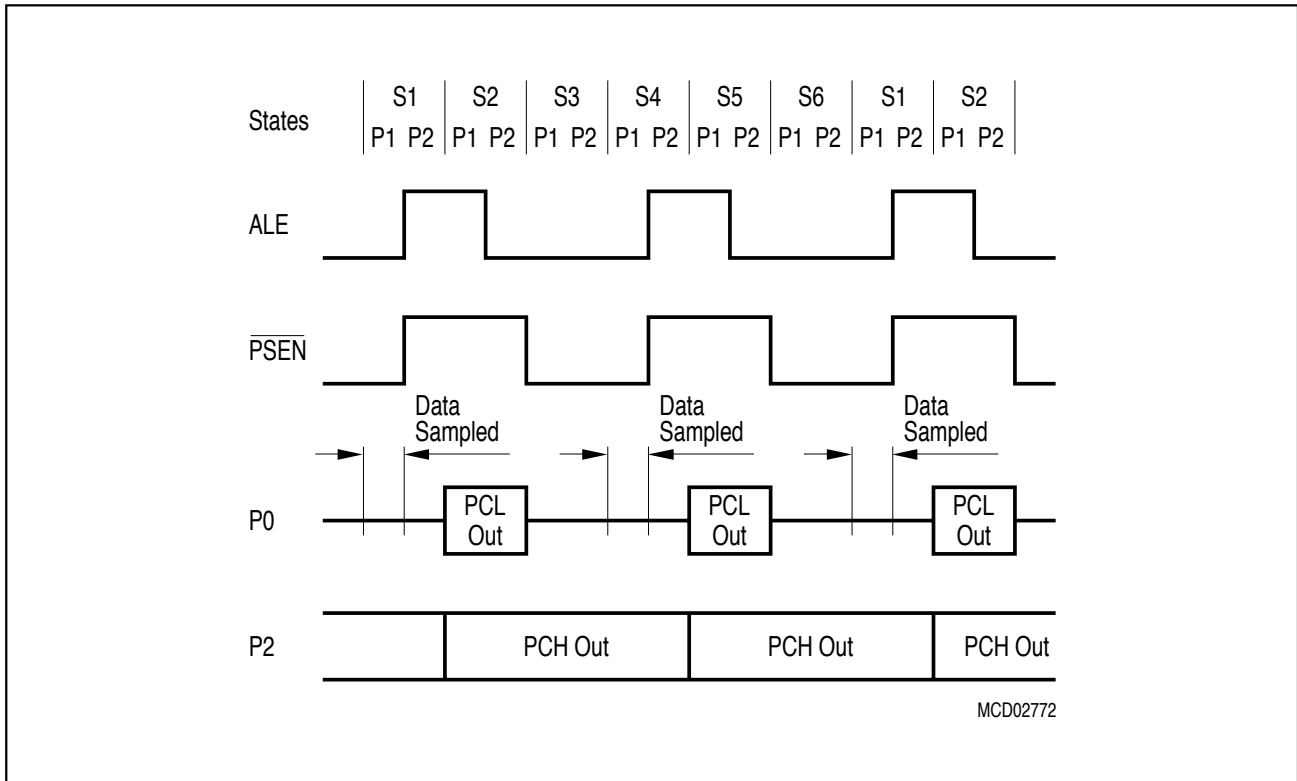 S1 S2 S3 S4 S5 S6 S1 S2
States
P1 P2 P1 P2 P1 P2 P1 P2 P1 P2 P1 P2 P1 P2 P1 P2
ALE
PSEN
Data Sampled
Data Sampled
Data Sampled
P0
PCL Out
PCL Out
PCL Out
P2
PCH Out
PCH Out
PCH Out
MCD02772